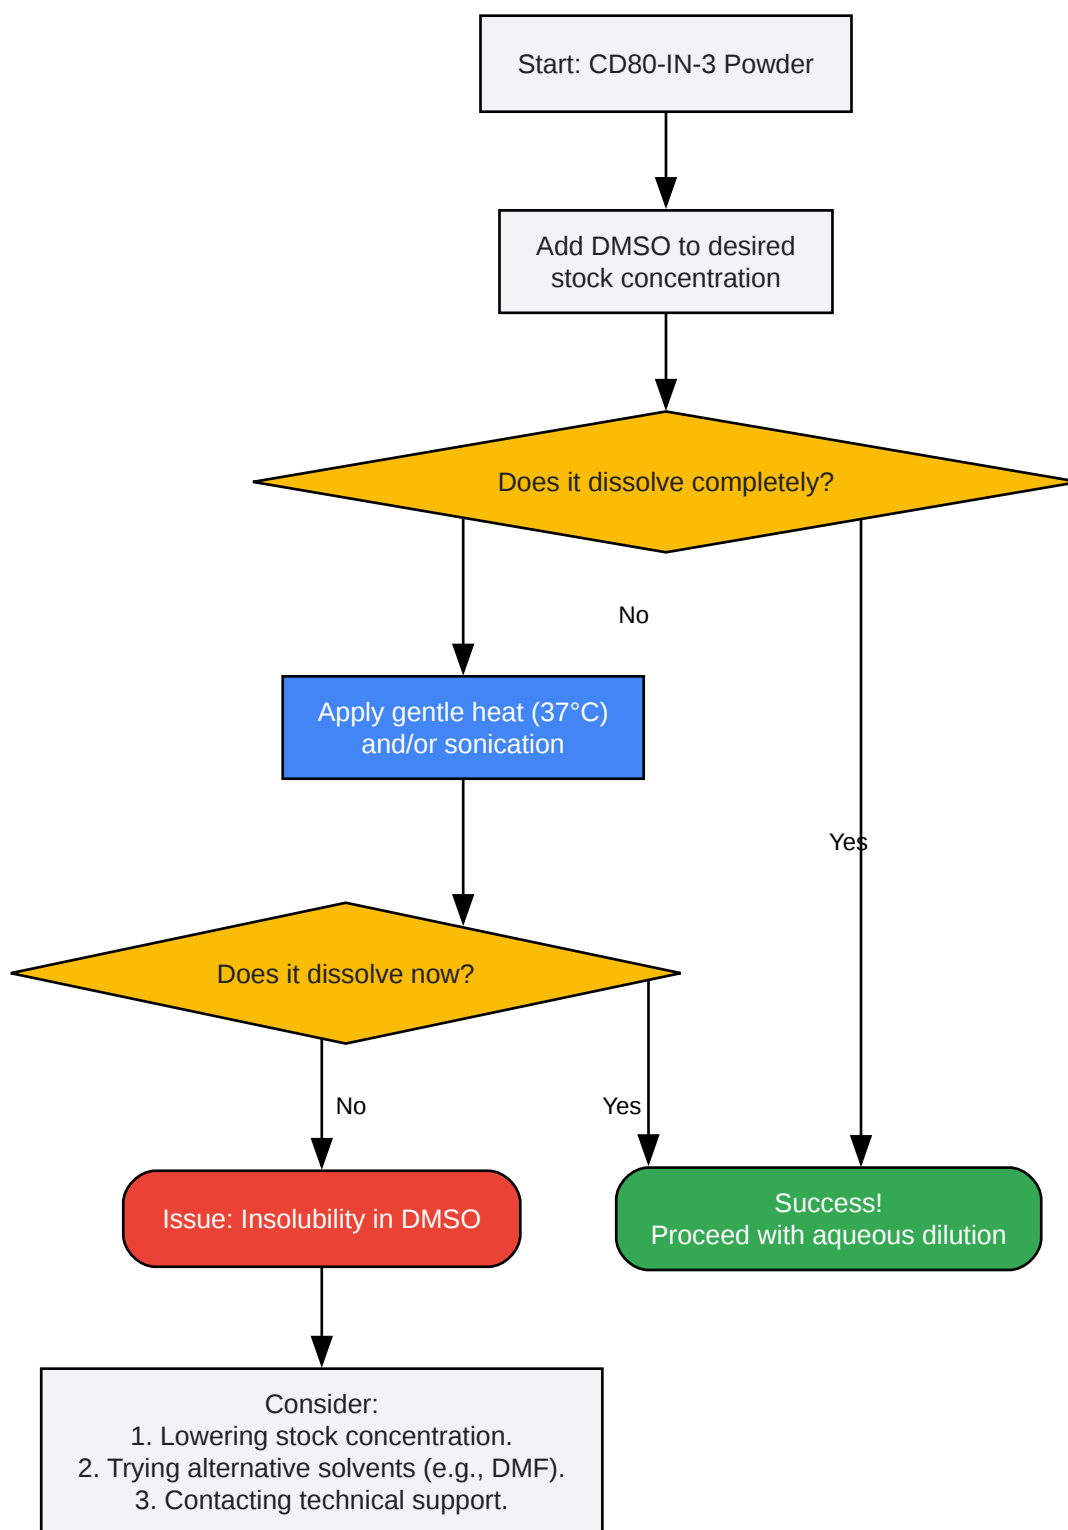 Start: CD80-IN-3 Powder
Add DMSO to desired
stock concentration
Does it dissolve completely?
No
Apply gentle heat (37°C)
and/or sonication
Yes
Does it dissolve now?
No
Yes
Issue: Insolubility in DMSO
Success!
Proceed with aqueous dilution
Consider:
1. Lowering stock concentration.
2. Trying alternative solvents (e.g., DMF).
3. Contacting technical support.